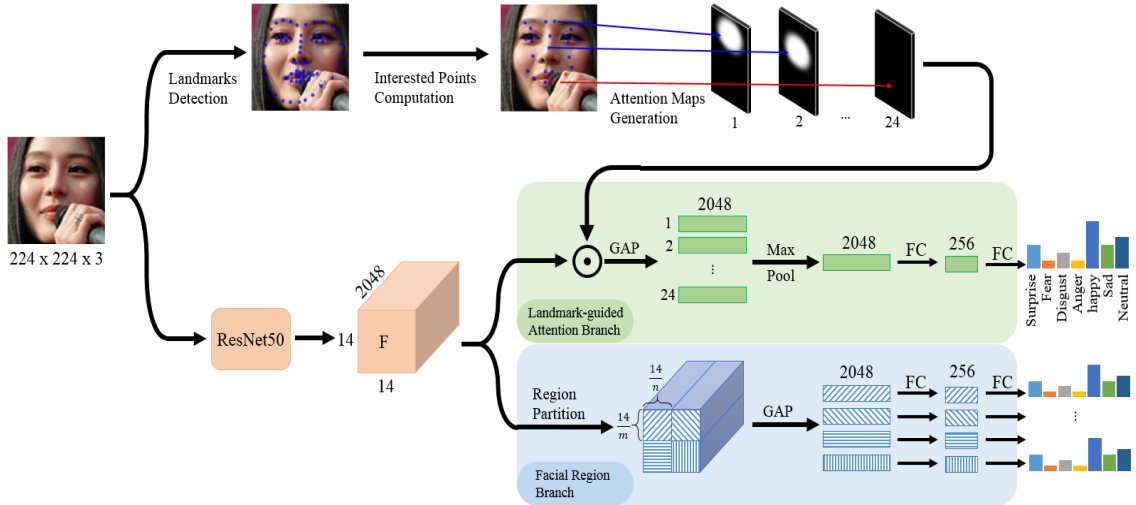 Landmarks
Detection
Interested Points
Computation
Attention Maps
Generation
1
2
...
24
224 x 224 x 3
ResNet50
2048
14
F
14
2048
1
2
...
24
GAP
Max
Pool
2048
FC
256
FC
Landmark-guided
Attention Branch
Surprise
Fear
Disgust
Anger
happy
Sad
Neutral
Region
Partition
14
n
14
m
GAP
2048
FC
256
FC
...
Facial Region
Branch